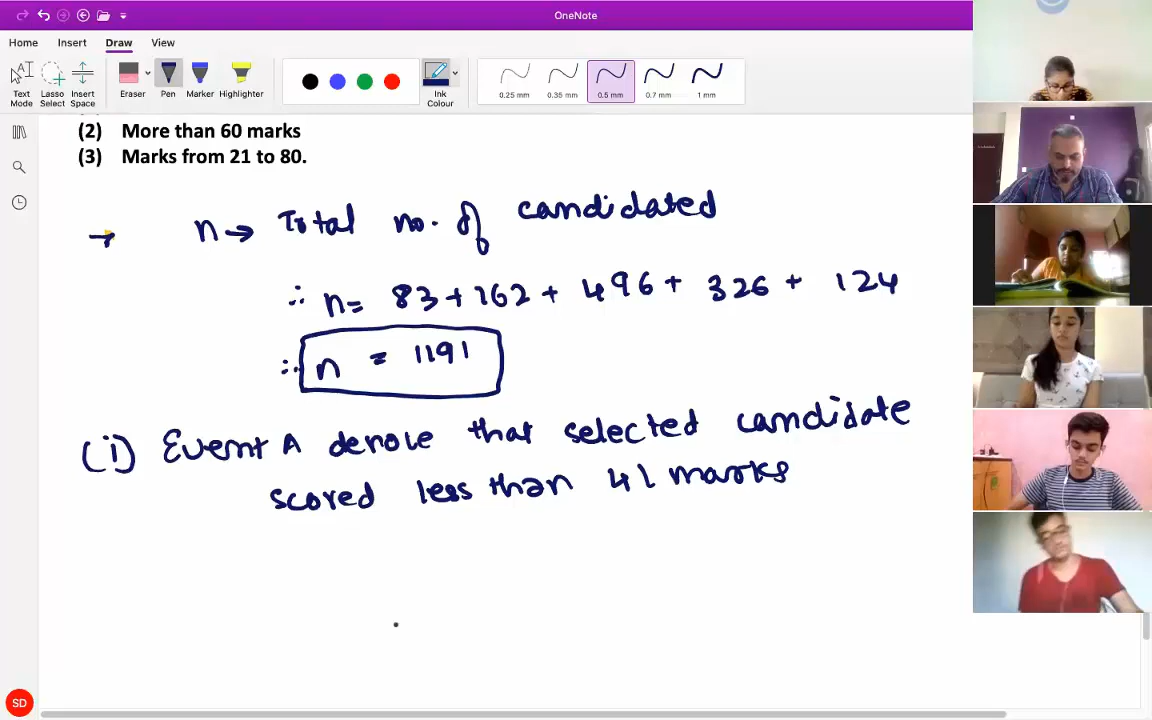 OneNote
Home Insert Draw View
Text Mode Lasso Select Insert Space Eraser Pen Marker Highlighter Ink Colour 0.25 mm 0.35 mm 0.5 mm 0.7 mm 1 mm
(2) More than 60 marks
(3) Marks from 21 to 80.
→ n → Total no. of candidated
∴ n = 83 + 162 + 496 + 326 + 124
∴ n = 1191
(i) Event A denote that selected candidate
scored less than 41 marks
SD